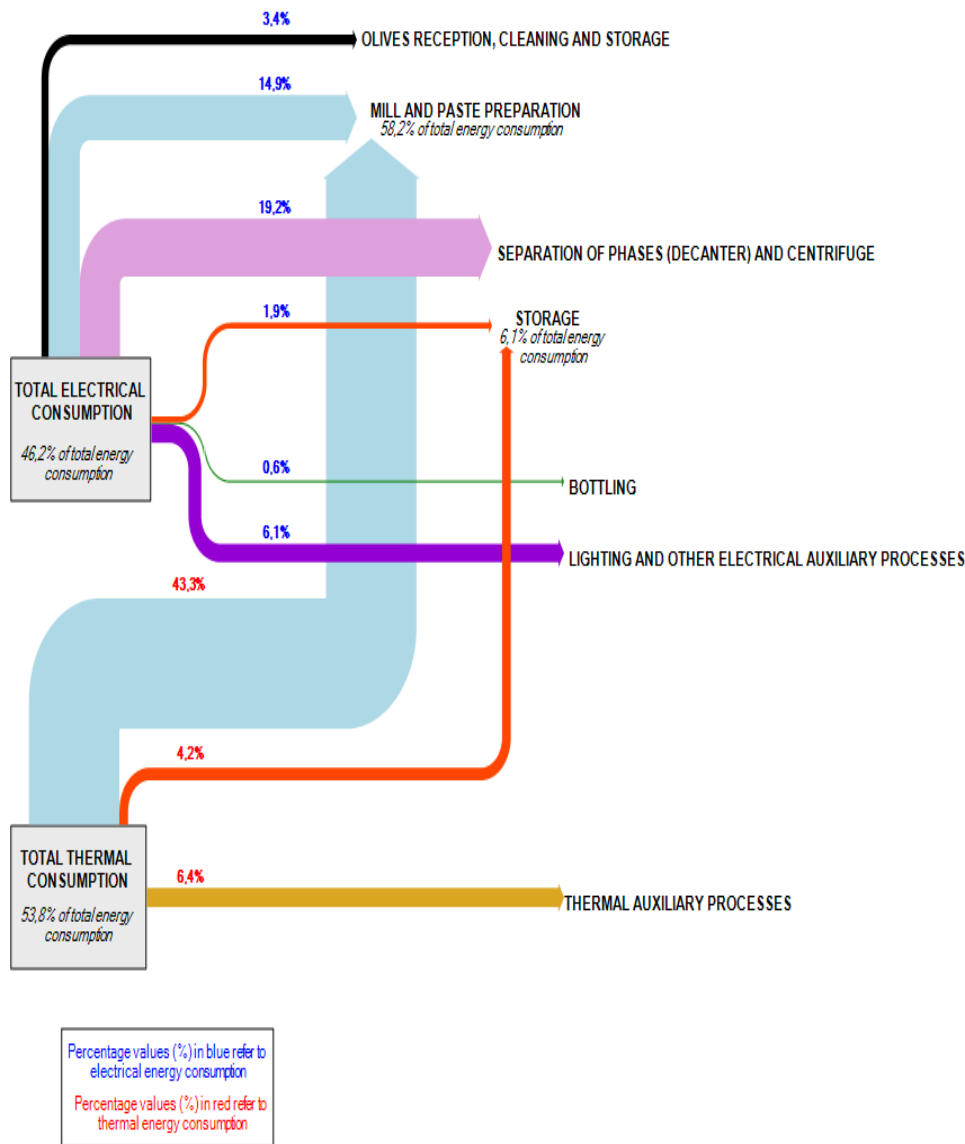 3,4%
OLIVES RECEPTION, CLEANING AND STORAGE
14,9%
MILL AND PASTE PREPARATION
58,2% of total energy consumption
19,2%
SEPARATION OF PHASES (DECANTER) AND CENTRIFUGE
1,9%
STORAGE
6,1% of total energy
consumption
TOTAL ELECTRICAL
CONSUMPTION
46,2% of total energy
consumption
0,6%
BOTTLING
6,1%
LIGHTING AND OTHER ELECTRICAL AUXILIARY PROCESSES
43,3%
4,2%
TOTAL THERMAL
CONSUMPTION
53,8% of total energy
consumption
6,4%
THERMAL AUXILIARY PROCESSES
Percentage values (%) in blue refer to
electrical energy consumption
Percentage values (%) in red refer to
thermal energy consumption